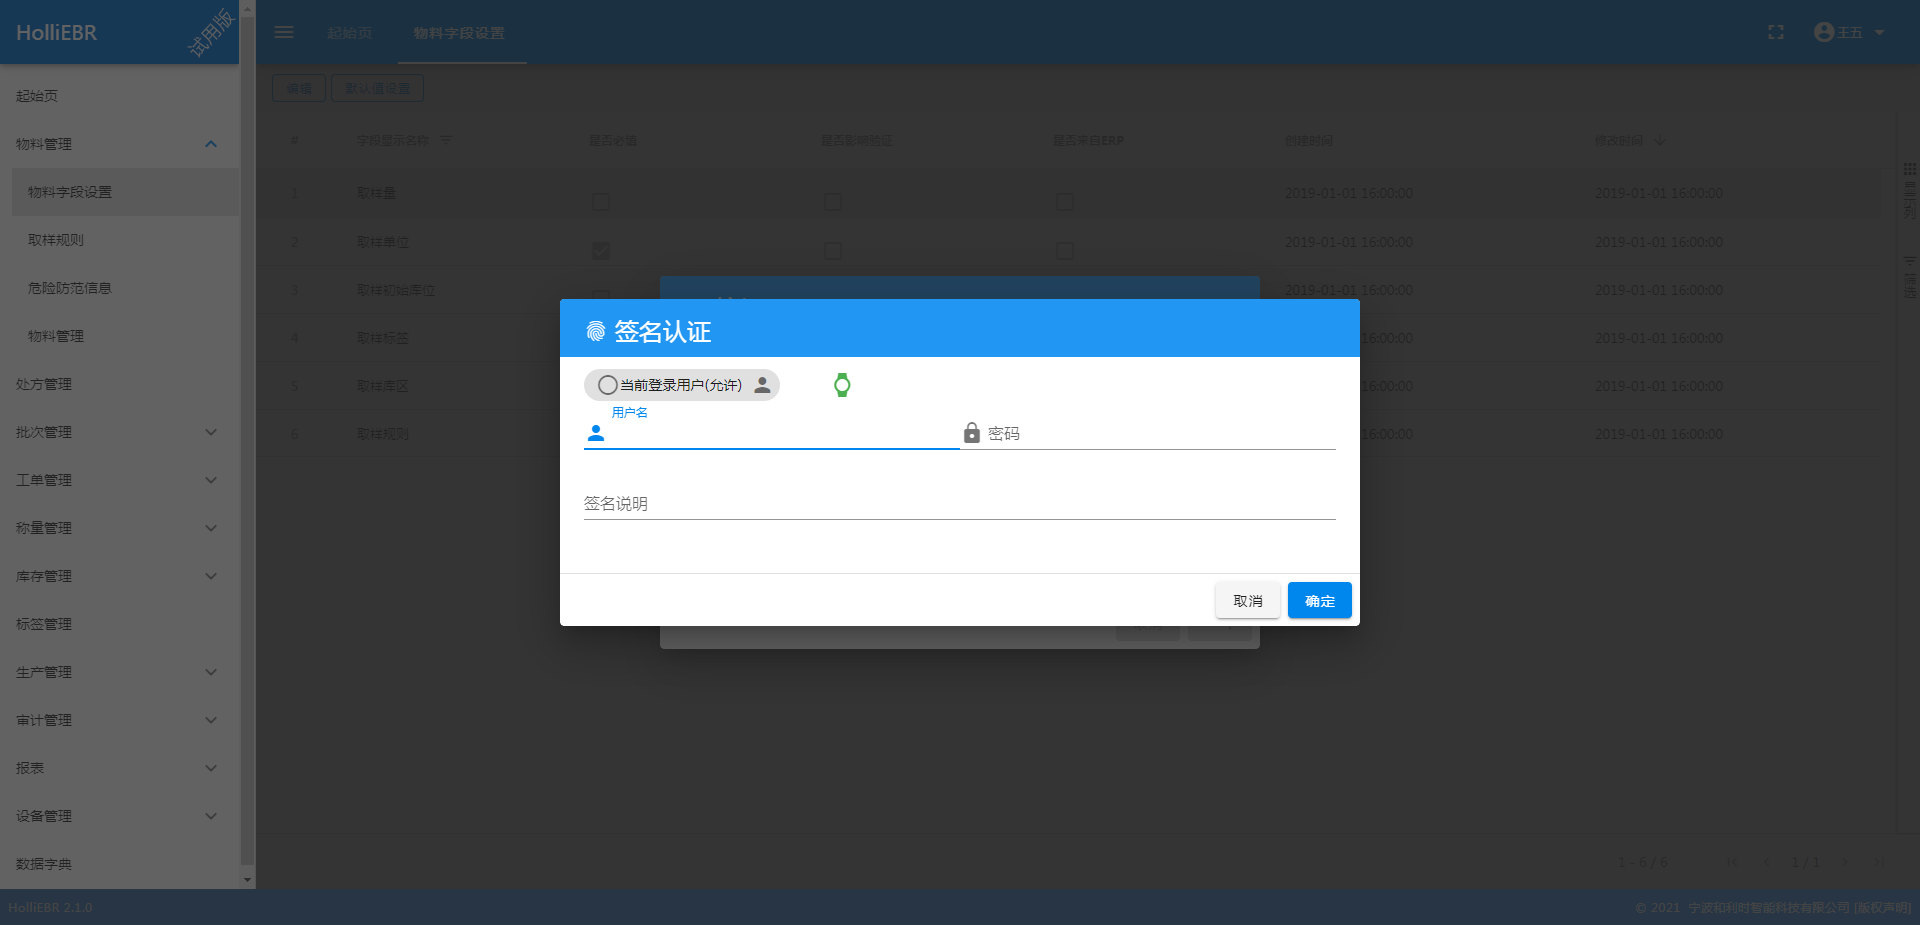 HolliEBR
试用版
起始页
物料字段设置
王五
起始页
物料管理
物料字段设置
取样规则
危险防范信息
物料管理
处方管理
批次管理
工单管理
称量管理
库存管理
标签管理
生产管理
审计管理
报表
设备管理
数据字典
编辑
默认值设置
# 字段显示名称 是否必填 是否影响验证 是否来自ERP 创建时间 修改时间
1 取样量 2019-01-01 16:00:00 2019-01-01 16:00:00
2 取样单位 2019-01-01 16:00:00 2019-01-01 16:00:00
3 取样初始库位 2019-01-01 16:00:00 2019-01-01 16:00:00
4 取样标签 16:00:00 2019-01-01 16:00:00
5 取样库区 16:00:00 2019-01-01 16:00:00
6 取样规则 16:00:00 2019-01-01 16:00:00
显示列
筛选
签名认证
当前登录用户(允许)
用户名
密码
签名说明
取消
确定
1 - 6 / 6
1 / 1
HolliEBR 2.1.0
© 2021 宁波和利时智能科技有限公司 [版权声明]